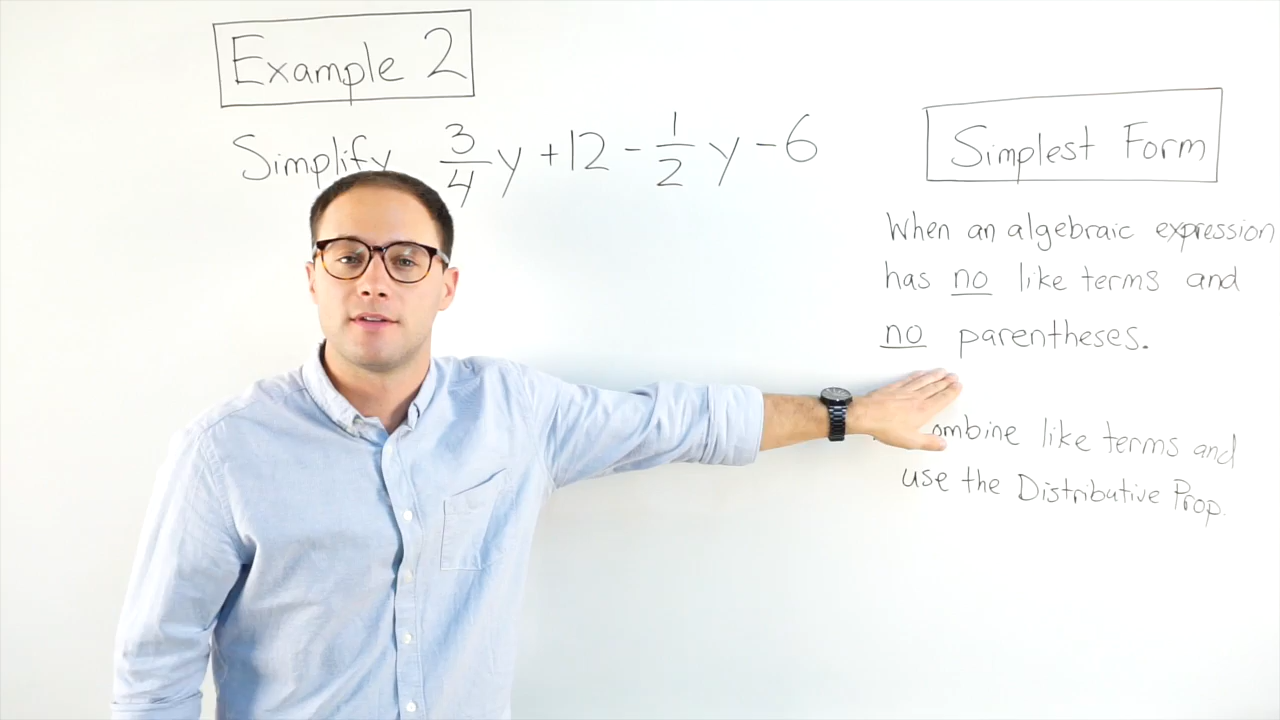 Example 2
Simplify 3/4 y + 12 - 1/2 y - 6
Simplest Form
When an algebraic expression
has no like terms and
no parentheses.
like terms and
use the Distributive Prop.